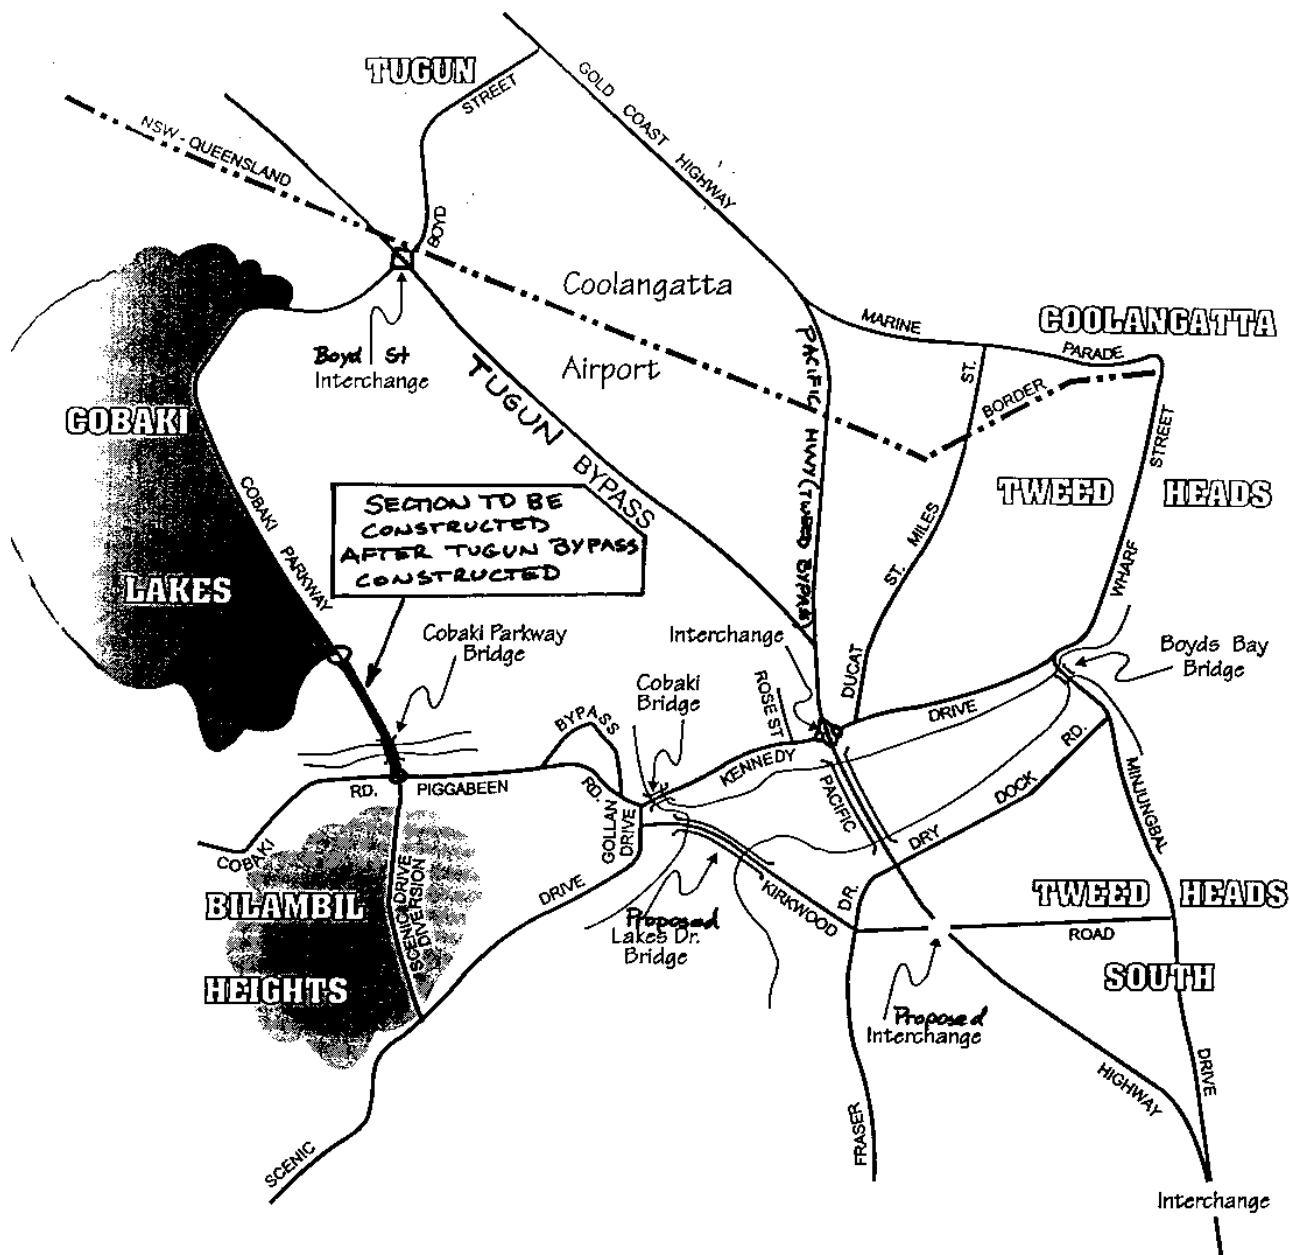 TUGUN
STREET
GOLD COAST HIGHWAY
NSW - QUEENSLAND
BOYD
Coolangatta
Airport
MARINE
PARADE
COOLANGATTA
Boyd St
Interchange
PACIFIC HWY (TWEED BYPASS)
ST.
BORDER
STREET
TUGUN
BYPASS
COBAKI
LAKES
COBAKI PARKWAY
SECTION TO BE
CONSTRUCTED
AFTER TUGUN BYPASS
CONSTRUCTED
TWEED HEADS
MILES
ST.
WHARF
Cobaki Parkway
Bridge
Interchange
DUCAT
Boyds Bay
Bridge
Cobaki
Bridge
ROSE ST
BYPASS
DRIVE
KENNEDY
RD.
PIGGABEEN
RD.
RD.
GOLLAN
DRIVE
PACIFIC
DOCK
DRY
MINJUNGBAL
COBAKI
BILAMBIL
HEIGHTS
SCENIC DRIVE
DIVERSION
DRIVE
KIRKWOOD
DR.
TWEED HEADS
SOUTH
ROAD
Proposed
Lakes Dr.
Bridge
Proposed
Interchange
HIGHWAY
DRIVE
FRASER
SCENIC
Interchange